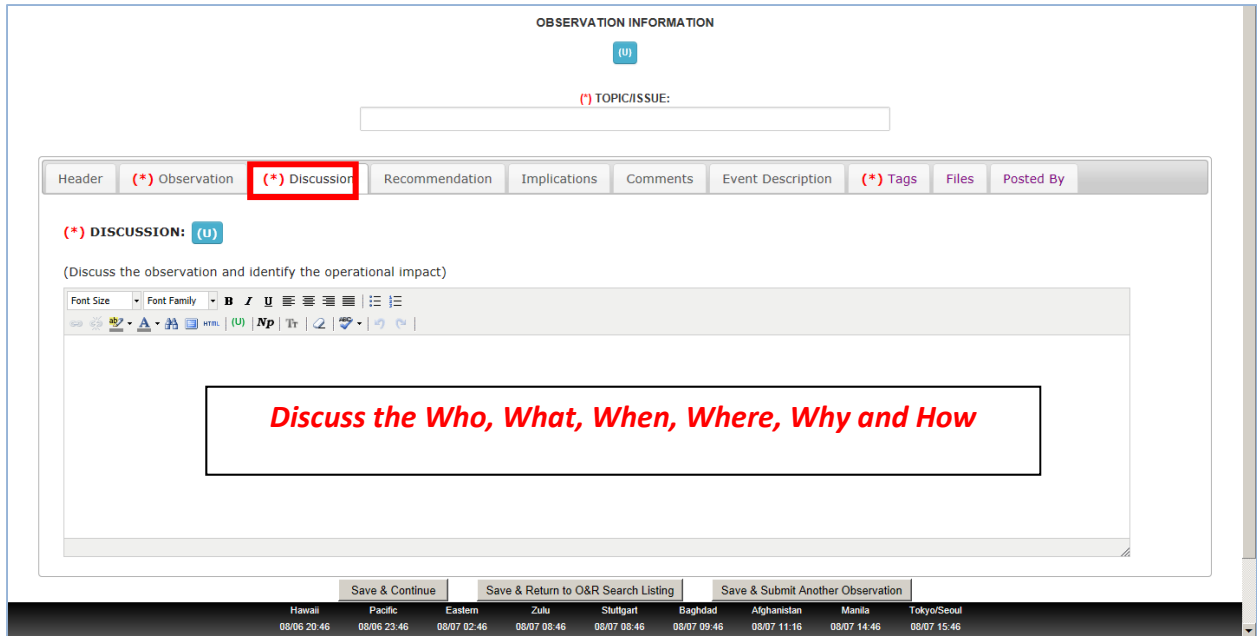 OBSERVATION INFORMATION
(U)
(*) TOPIC/ISSUE:
Header (*) Observation (*) Discussion Recommendation Implications Comments Event Description (*) Tags Files Posted By
(*) DISCUSSION: (U)
(Discuss the observation and identify the operational impact)
Font Size Font Family B I U
ab A HTML (U) Np Tr ABC
Discuss the Who, What, When, Where, Why and How
Save & Continue Save & Return to O&R Search Listing Save & Submit Another Observation
Hawaii Pacific Eastern Zulu Stuttgart Baghdad Afghanistan Manila Tokyo/Seoul
08/06 20:46 08/06 23:46 08/07 02:46 08/07 08:46 08/07 08:46 08/07 09:46 08/07 11:16 08/07 14:46 08/07 15:46